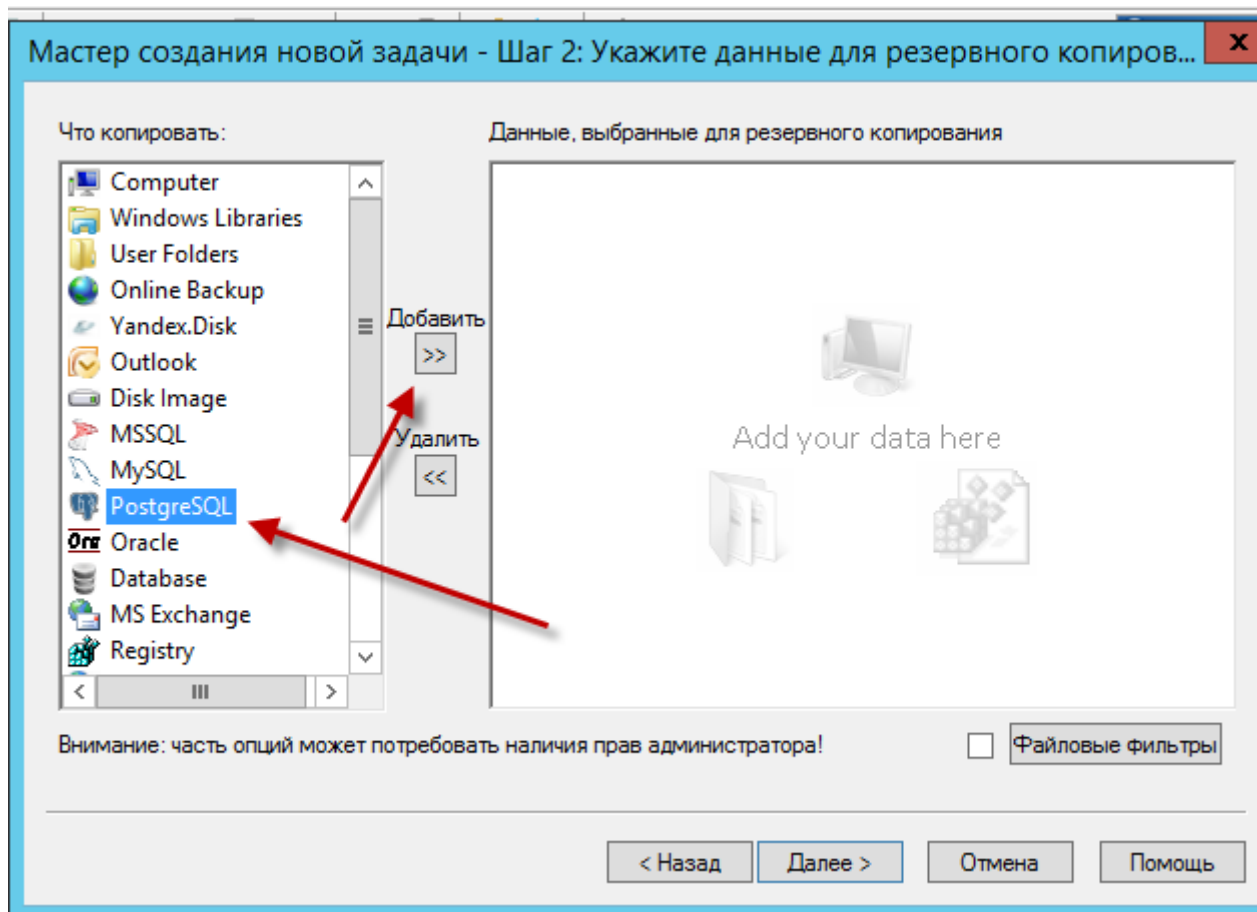 Мастер создания новой задачи - Шаг 2: Укажите данные для резервного копиров...
x
Что копировать:
Данные, выбранные для резервного копирования
Computer
Windows Libraries
User Folders
Online Backup
Yandex.Disk
Outlook
Disk Image
MSSQL
MySQL
PostgreSQL
Ora Oracle
Database
MS Exchange
Registry
Добавить
>>
Удалить
<<
Add your data here
Внимание: часть опций может потребовать наличия прав администратора!
Файловые фильтры
< Назад
Далее >
Отмена
Помощь